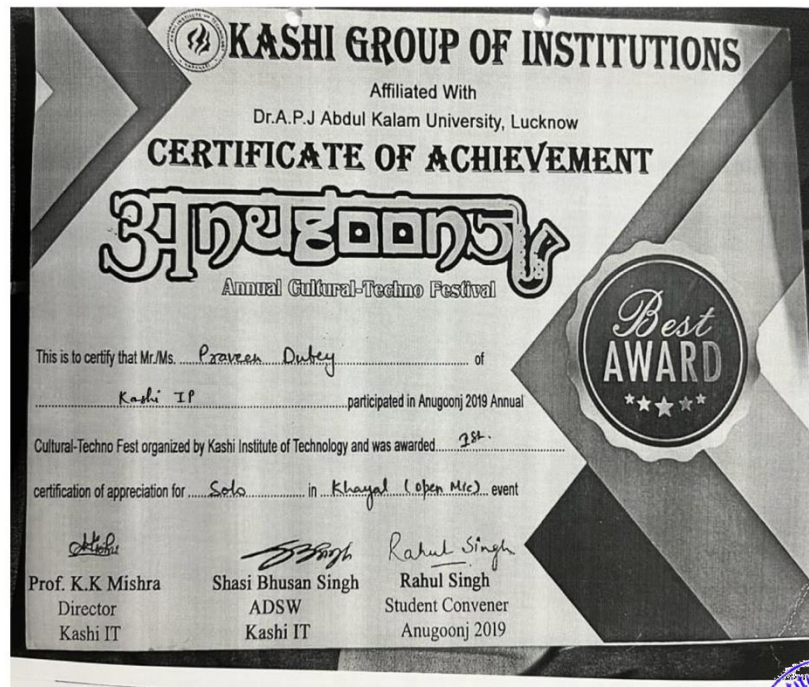 KASHI GROUP OF INSTITUTIONS
Affiliated With
Dr.A.P.J Abdul Kalam University, Lucknow
CERTIFICATE OF ACHIEVEMENT
अnugoonj
Annual Cultural-Techno Festival
Best
AWARD
This is to certify that Mr./Ms. Praveen Dubey of
Kashi IP participated in Anugoonj 2019 Annual
Cultural-Techno Fest organized by Kashi Institute of Technology and was awarded 1st.
certification of appreciation for Solo in Khayal (open Mic) event
Rahul Singh
Prof. K.K Mishra Shasi Bhusan Singh Rahul Singh
Director ADSW Student Convener
Kashi IT Kashi IT Anugoonj 2019